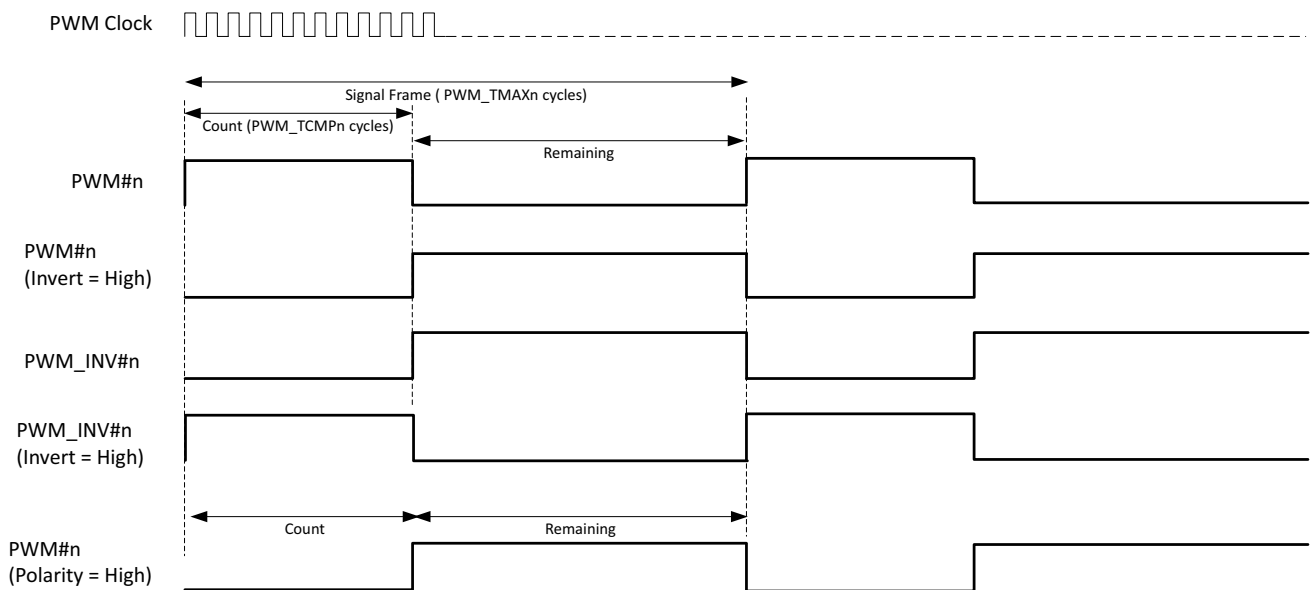 PWM Clock
Signal Frame ( PWM_TMAXn cycles)
Count (PWM_TCMPn cycles)
Remaining
PWM#n
PWM#n
(Invert = High)
PWM_INV#n
PWM_INV#n
(Invert = High)
Count
Remaining
PWM#n
(Polarity = High)